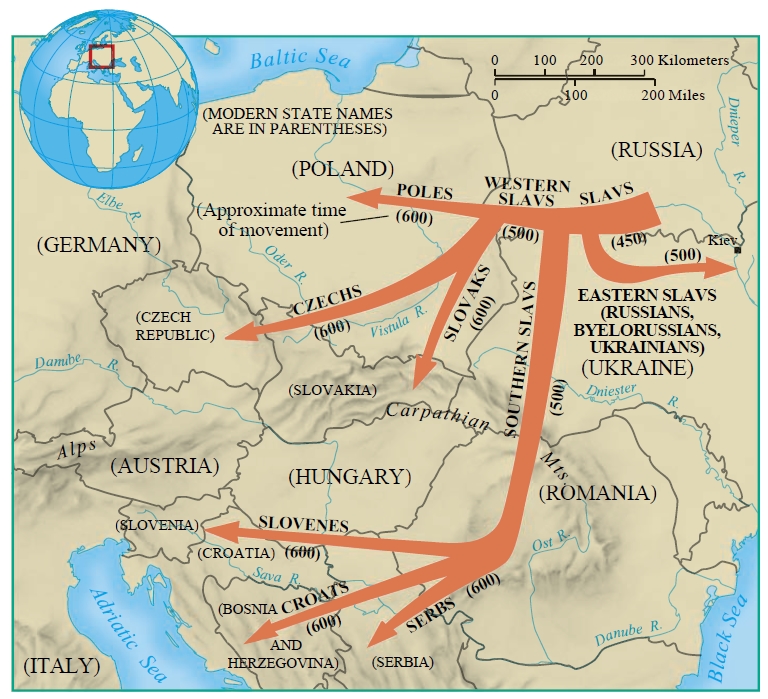 Baltic Sea
0 100 200 300 Kilometers
0 100 200 Miles
(MODERN STATE NAMES
ARE IN PARENTHESES)
Dnieper
R.
(RUSSIA)
(POLAND)
POLES
(600)
WESTERN
SLAVS
(500)
SLAVS
(450)
Elbe R.
(Approximate time
of movement)
(GERMANY)
Oder R.
Kiev
(500)
EASTERN SLAVS
(RUSSIANS,
BYELORUSSIANS,
UKRAINIANS)
(UKRAINE)
CZECHS
(600)
(CZECH
REPUBLIC)
Vistula R.
SLOVAKS
(600)
SOUTHERN SLAVS
(500)
Danube R.
(SLOVAKIA)
Dniester
R.
Carpathian
Mts.
Alps
(AUSTRIA)
(HUNGARY)
(ROMANIA)
(SLOVENIA)
SLOVENES
(600)
(CROATIA)
Ost R.
Sava R.
(BOSNIA
CROATS
(600)
SERBS
(600)
AND
HERZEGOVINA)
(SERBIA)
Adriatic Sea
(ITALY)
Danube R.
Black Sea